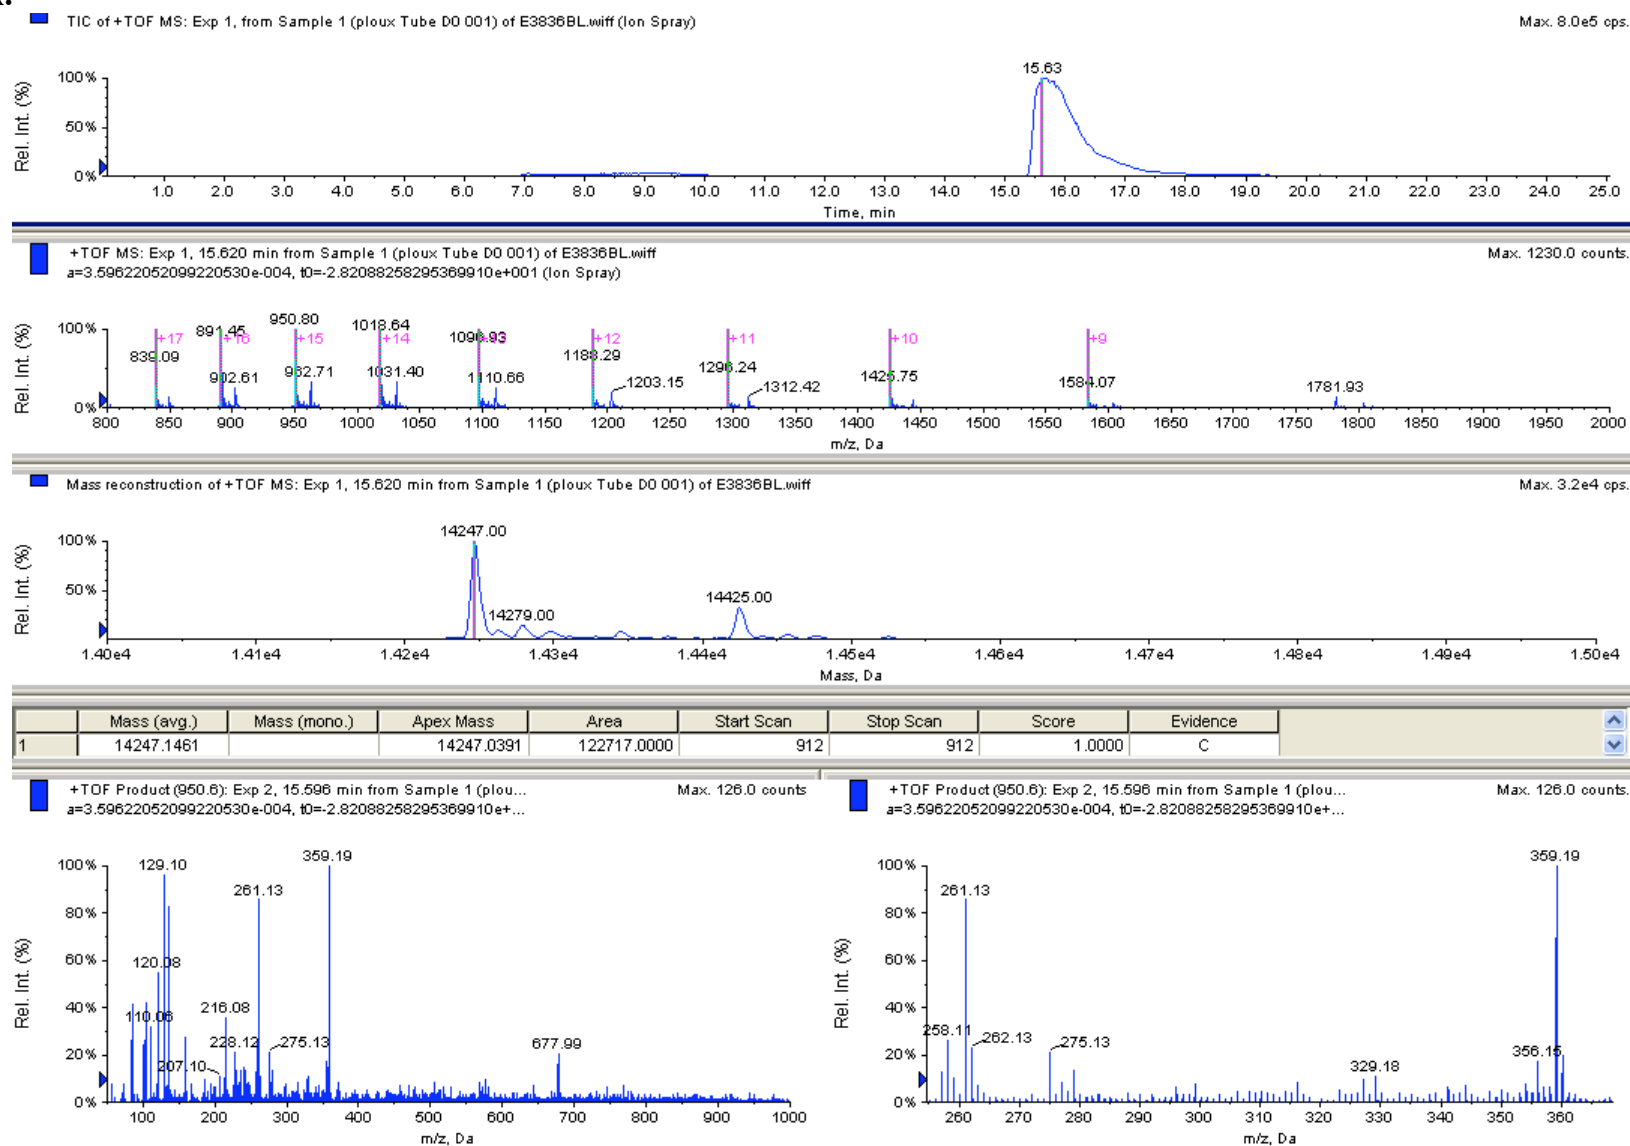 TIC of +TOF MS: Exp 1, from Sample 1 (ploux Tube D0 001) of E3836BL.wiff (Ion Spray)
Max. 8.0e5 cps.
Rel. Int. (%)
100%
50%
0%
15.63
1.0 2.0 3.0 4.0 5.0 6.0 7.0 8.0 9.0 10.0 11.0 12.0 13.0 14.0 15.0 16.0 17.0 18.0 19.0 20.0 21.0 22.0 23.0 24.0 25.0
Time, min
+TOF MS: Exp 1, 15.620 min from Sample 1 (ploux Tube D0 001) of E3836BL.wiff
Max. 1230.0 counts.
a=3.59622052099220530e-004, t0=-2.82088258295369910e+001 (Ion Spray)
Rel. Int. (%)
100%
50%
0%
+17 +16 +15 +14 +12 +11 +10 +9
839.09 891.45 902.61 950.80 962.71 1018.64 1031.40 1096.93 1110.66 1188.29 1203.15 1296.24 1312.42 1425.75 1584.07 1781.93
800 850 900 950 1000 1050 1100 1150 1200 1250 1300 1350 1400 1450 1500 1550 1600 1650 1700 1750 1800 1850 1900 1950 2000
m/z, Da
Mass reconstruction of +TOF MS: Exp 1, 15.620 min from Sample 1 (ploux Tube D0 001) of E3836BL.wiff
Max. 3.2e4 cps.
Rel. Int. (%)
100%
50%
14247.00
14279.00
14425.00
1.40e4 1.41e4 1.42e4 1.43e4 1.44e4 1.45e4 1.46e4 1.47e4 1.48e4 1.49e4 1.50e4
Mass, Da
Mass (avg.) Mass (mono.) Apex Mass Area Start Scan Stop Scan Score Evidence
1 14247.1461 14247.0391 122717.0000 912 912 1.0000 C
+TOF Product (950.6): Exp 2, 15.596 min from Sample 1 (plou...
Max. 126.0 counts
a=3.59622052099220530e-004, t0=-2.82088258295369910e+...
Rel. Int. (%)
100%
80%
60%
40%
20%
0%
359.19
129.10
261.13
120.08
216.08
110.06
228.12
275.13
207.10
677.99
100 200 300 400 500 600 700 800 900 1000
m/z, Da
+TOF Product (950.6): Exp 2, 15.596 min from Sample 1 (plou...
Max. 126.0 counts
a=3.59622052099220530e-004, t0=-2.82088258295369910e+...
Rel. Int. (%)
100%
80%
60%
40%
20%
0%
359.19
261.13
258.11
262.13
275.13
329.18
356.15
260 270 280 290 300 310 320 330 340 350 360
m/z, Da